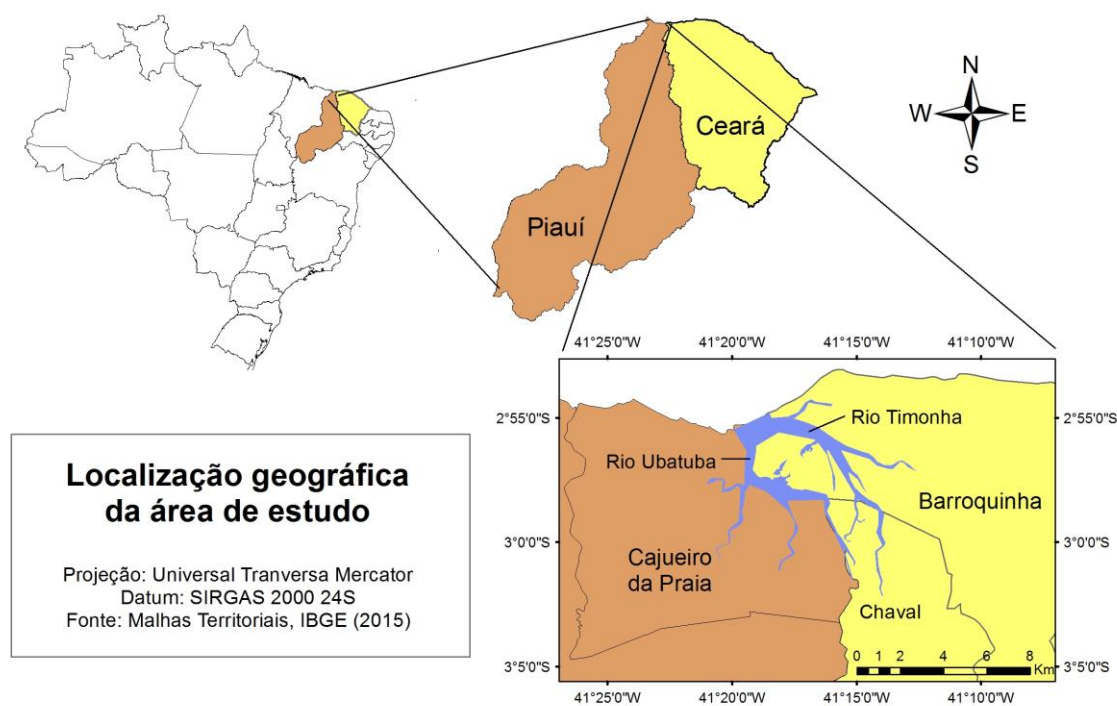 N
W
E
S
Ceará
Piauí
41°25'0"W 41°20'0"W 41°15'0"W 41°10'0"W
2°55'0"S
2°55'0"S
Rio Timonha
Rio Ubatuba
Barroquinha
3°0'0"S
3°0'0"S
Cajueiro
da Praia
Chaval
0 1 2 4 6 8
Km
3°5'0"S
3°5'0"S
41°25'0"W 41°20'0"W 41°15'0"W 41°10'0"W
Localização geográfica
da área de estudo
Projeção: Universal Tranversa Mercator
Datum: SIRGAS 2000 24S
Fonte: Malhas Territoriais, IBGE (2015)